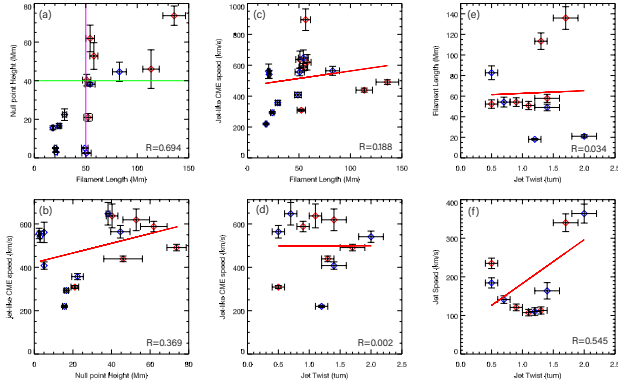 (a)
80
60
40
20
0
Null point Height (Mm)
0
50
100
150
Filament Length (Mm)
R=0.694
(c)
1000
800
600
400
200
0
Jet-like CME speed (km/s)
0
50
100
150
Filament Length (Mm)
R=0.188
(e)
140
120
100
80
60
40
20
0
Filament Length (Mm)
0.0
0.5
1.0
1.5
2.0
2.5
Jet Twist (turn)
R=0.034
(b)
800
600
400
200
0
jet-like CME speed (km/s)
0
20
40
60
80
Null point Height (Mm)
R=0.369
(d)
800
600
400
200
0
jet-like CME speed (km/s)
0.0
0.5
1.0
1.5
2.0
2.5
Jet Twist (turn)
R=0.002
(f)
400
300
200
100
0
Jet Speed (km/s)
0.0
0.5
1.0
1.5
2.0
2.5
Jet Twist (turn)
R=0.545